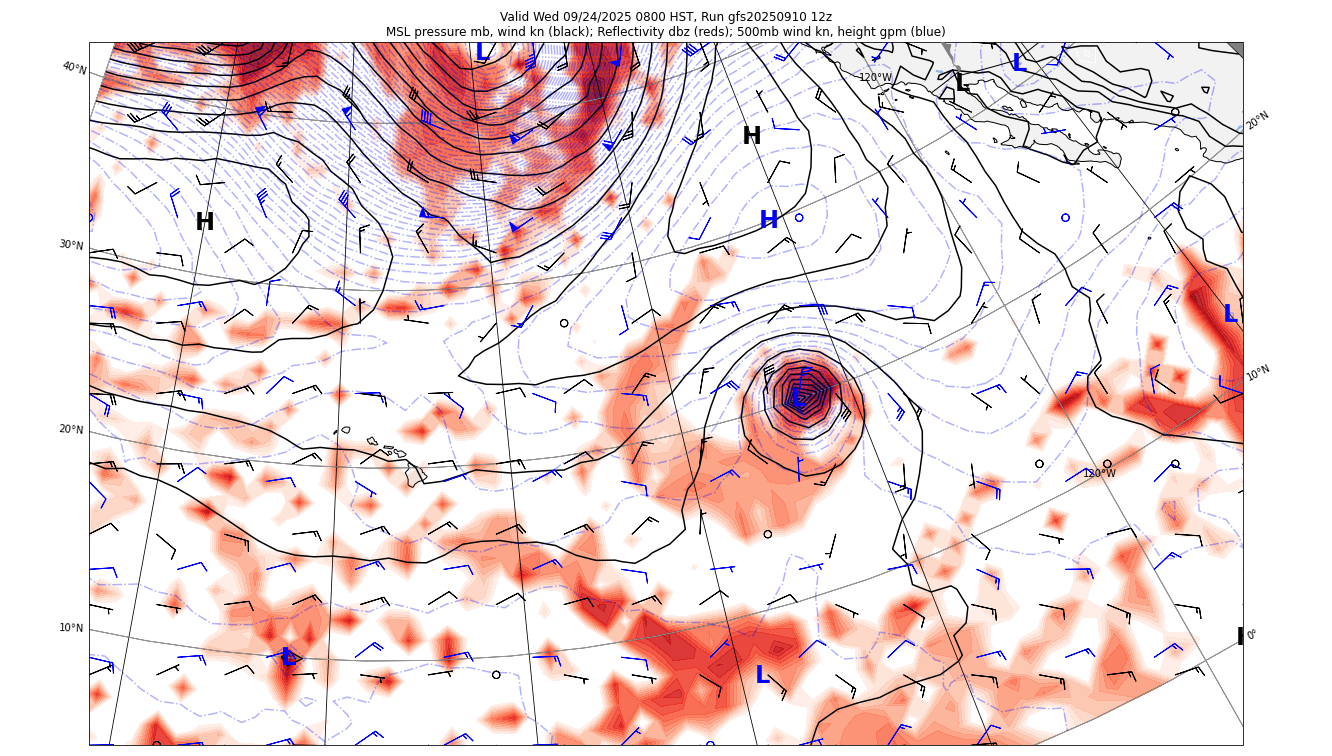 Valid Wed 09/24/2025 0800 HST, Run gfs20250910 12z
MSL pressure mb, wind kn (black); Reflectivity dbz (reds); 500mb wind kn, height gpm (blue)
L
L
40°N
120°W
L
20°N
H
H
H
30°N
L
10°N
L
20°N
120°W
10°N
0°
L
L